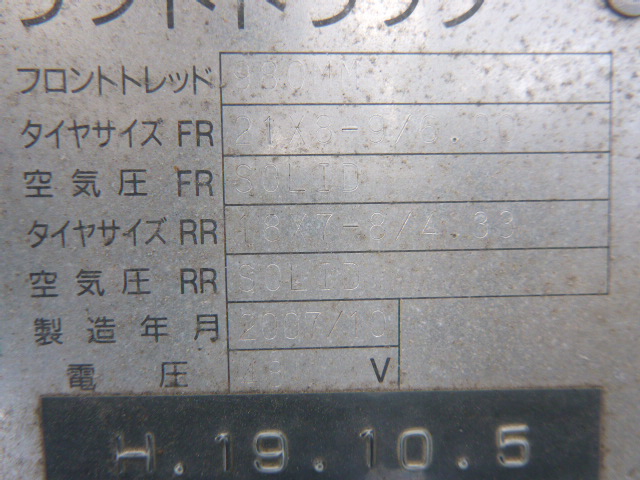 フロントトレッド
タイヤサイズ FR 21X8-9/6.
空気圧 FR SOLID
タイヤサイズ RR 18X7-8/4.33
空気圧 RR SOLID
製造年月 2007/10
電圧 V
H.19.10.5